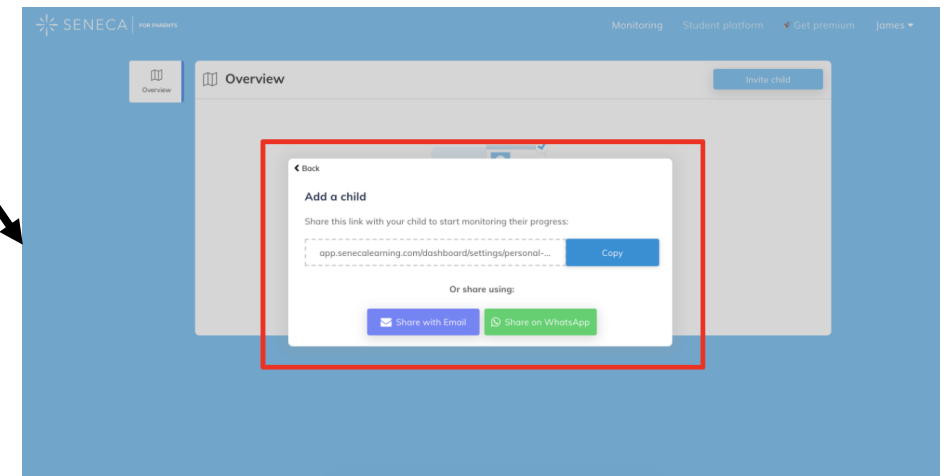 SENECA FOR PARENTS
Monitoring Student platform Get premium James
Overview
Overview
Invite child
Back
Add a child
Share this link with your child to start monitoring their progress:
app.senecalearning.com/dashboard/settings/personal-...
Copy
Or share using:
Share with Email
Share on WhatsApp